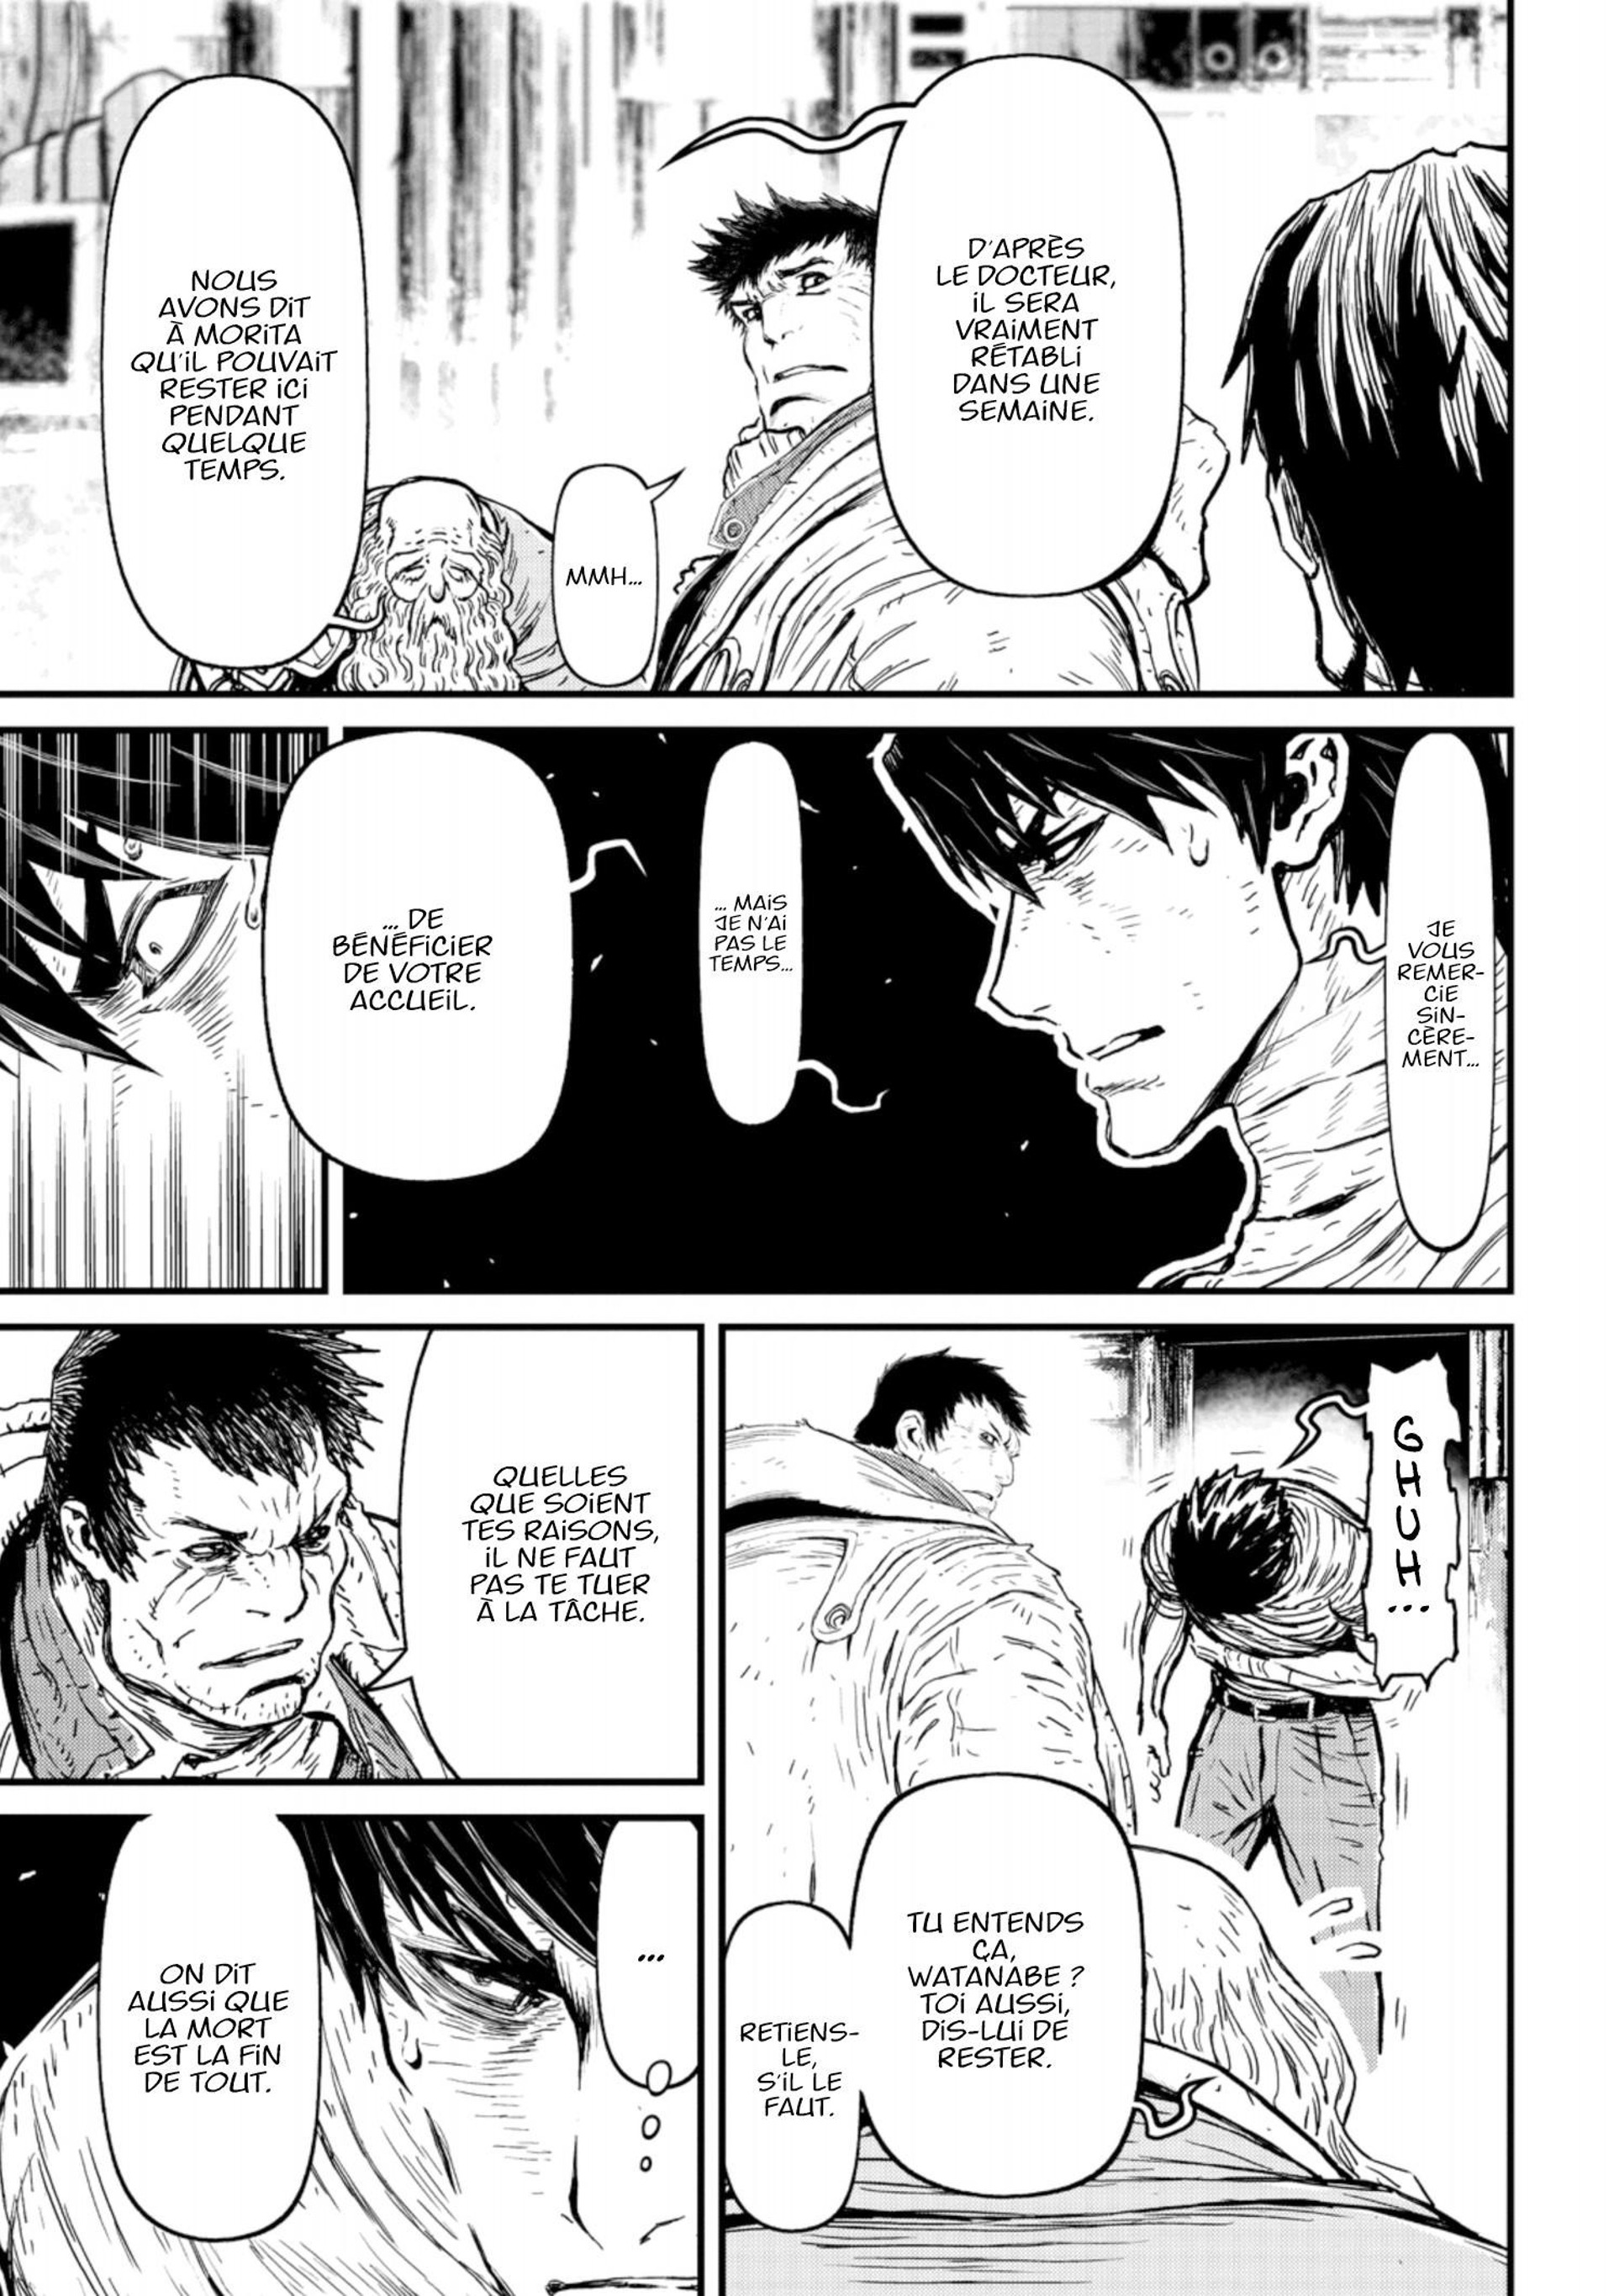 D'APRÈS
LE DOCTEUR,
IL SERA
VRAIMENT
RÉTABLI
DANS UNE
SEMAINE.
MMH...
NOUS
AVONS DIT
À MORITA
QU'IL POUVAIT
RESTER ICI
PENDANT
QUELQUE
TEMPS.
JE
VOUS
REMER-
CIE
SIN-
CÈRE-
MENT...
... MAIS
JE N'AI
PAS LE
TEMPS...
... DE
BÉNÉFICIER
DE VOTRE
ACCUEIL.
GHUH...
TU ENTENDS
ÇA,
WATANABE ?
TOI AUSSI,
DIS-LUI DE
RESTER.
RETIENS-
LE,
S'IL LE
FAUT.
QUELLES
QUE SOIENT
TES RAISONS,
IL NE FAUT
PAS TE TUER
À LA TÂCHE.
...
ON DIT
AUSSI QUE
LA MORT
EST LA FIN
DE TOUT.